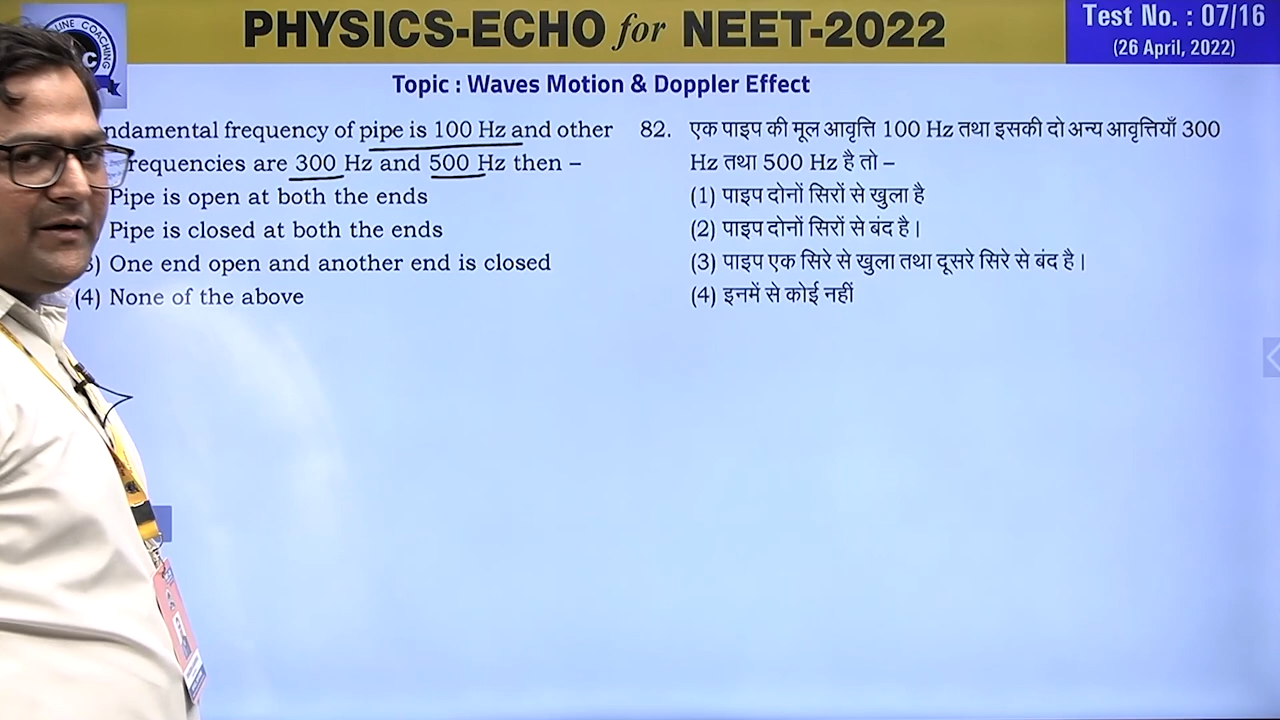 LINE COACHING
PHYSICS-ECHO for NEET-2022
Test No. : 07/16
(26 April, 2022)
Topic : Waves Motion & Doppler Effect
frequency of pipe is 100 Hz and other
frequencies are 300 Hz and 500 Hz then –
Pipe is open at both the ends
Pipe is closed at both the ends
One end open and another end is closed
(4) None of the above
82. एक पाइप की मूल आवृत्ति 100 Hz तथा इसकी दो अन्य आवृत्तियाँ 300
Hz तथा 500 Hz है तो –
(1) पाइप दोनों सिरों से खुला है
(2) पाइप दोनों सिरों से बंद है।
(3) पाइप एक सिरे से खुला तथा दूसरे सिरे से बंद है।
(4) इनमें से कोई नहीं